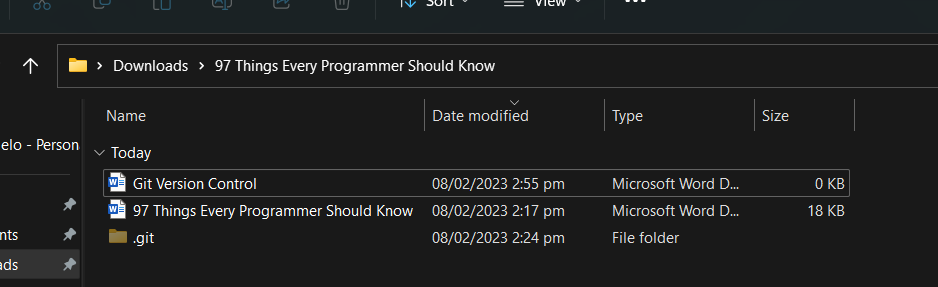 Sort View
Downloads 97 Things Every Programmer Should Know
Name Date modified Type Size
elo - Person
Today
Git Version Control 08/02/2023 2:55 pm Microsoft Word D... 0 KB
97 Things Every Programmer Should Know 08/02/2023 2:17 pm Microsoft Word D... 18 KB
nts .git 08/02/2023 2:24 pm File folder
ads